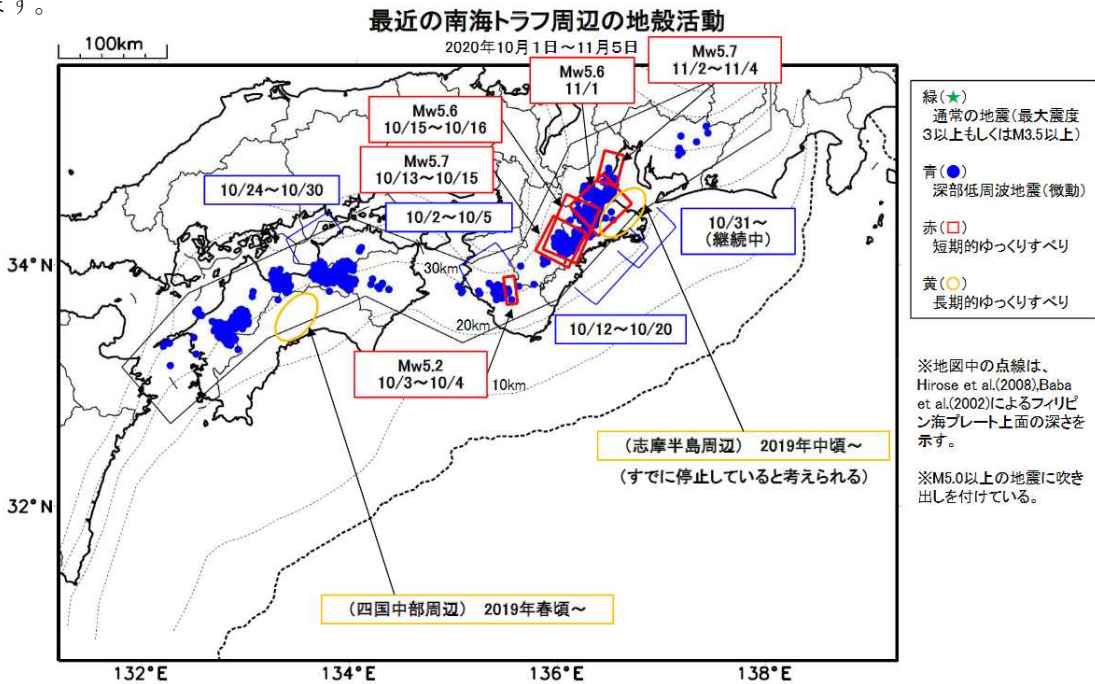 ます。
最近の南海トラフ周辺の地殻活動
2020年10月1日～11月5日
100km
Mw5.7
11/2～11/4
Mw5.6
11/1
Mw5.6
10/15～10/16
Mw5.7
10/13～10/15
10/24～10/30
10/2～10/5
10/31～
(継続中)
34°N
30km
20km
10km
10/12～10/20
Mw5.2
10/3～10/4
(志摩半島周辺) 2019年中頃～
(すでに停止していると考えられる)
32°N
(四国中部周辺) 2019年春頃～
132°E
134°E
136°E
138°E
緑(★)
通常の地震(最大震度
3以上もしくはM3.5以上)
青(●)
深部低周波地震(微動)
赤(□)
短期的ゆっくりすべり
黄(○)
長期的ゆっくりすべり
※地図中の点線は、
Hirose et al.(2008),Baba
et al.(2002)によるフィリピ
ン海プレート上面の深さを
示す。
※M5.0以上の地震に吹き
出しを付けている。